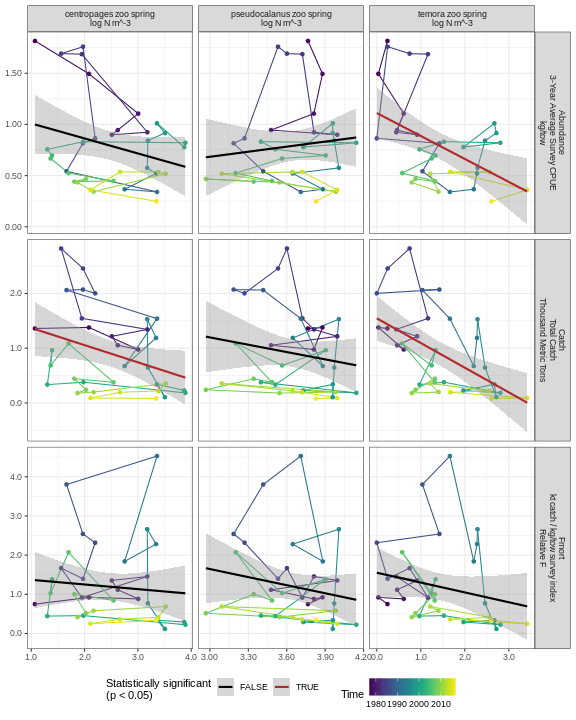 centropages zoo spring
log N m^-3
pseudocalanus zoo spring
log N m^-3
temora zoo spring
log N m^-3
1.50
1.00
0.50
0.00
Abundance
3-Year Average Survey CPUE
kg/tow
2.0
1.0
0.0
Catch
Total Catch
Thousand Metric Tons
4.0
3.0
2.0
1.0
0.0
Fmort
kt catch / kg/tow survey index
Relative F
1.0 2.0 3.0 4.0
3.00 3.30 3.60 3.90 4.20
0.0 1.0 2.0 3.0
Statistically significant
(p < 0.05)
FALSE
TRUE
Time
1980 1990 2000 2010